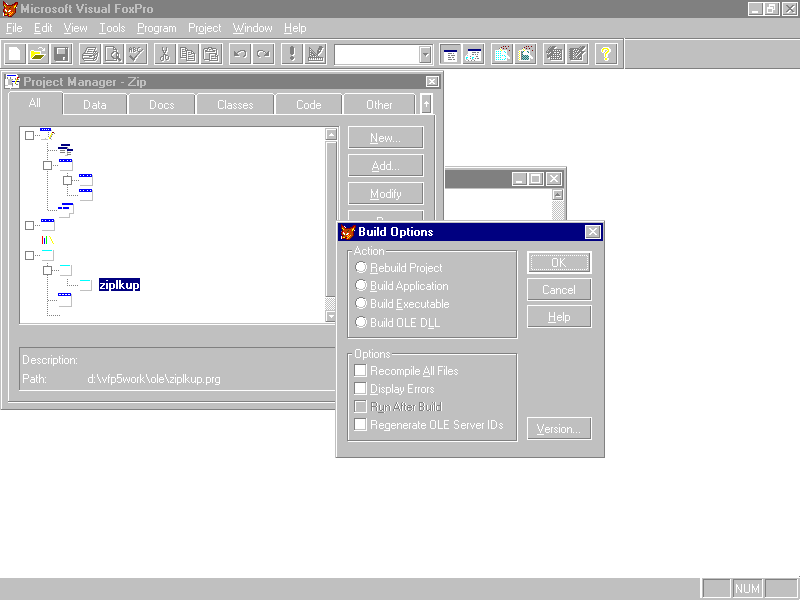 Microsoft Visual FoxPro
File Edit View Tools Program Project Window Help
Project Manager - Zip
All Data Docs Classes Code Other
New...
Add...
Modify
ziplkup
Description:
Path: d:\vfp5work\ole\ziplkup.prg
Build Options
Action
Rebuild Project
Build Application
Build Executable
Build OLE DLL
OK
Cancel
Help
Options
Recompile All Files
Display Errors
Run After Build
Regenerate OLE Server IDs
Version...
NUM